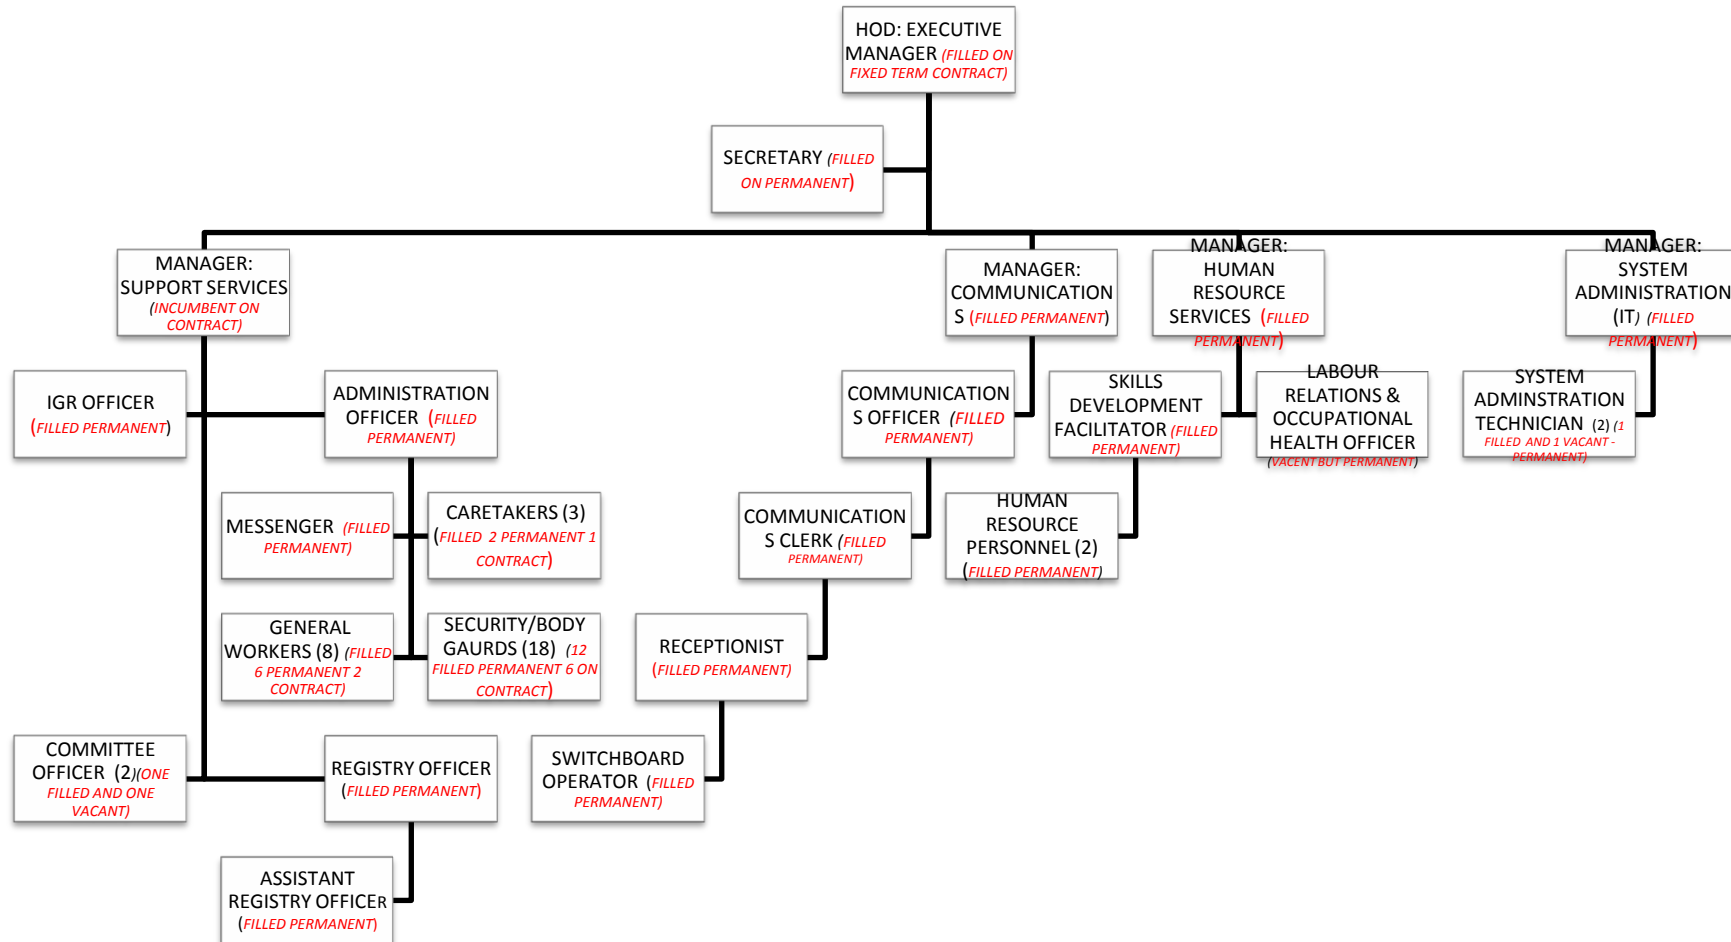 HOD: EXECUTIVE
MANAGER (FILLED ON
FIXED TERM CONTRACT)
SECRETARY (FILLED
ON PERMANENT)
MANAGER:
SUPPORT SERVICES
(INCUMBENT ON
CONTRACT)
MANAGER:
COMMUNICATION
S (FILLED PERMANENT)
MANAGER:
HUMAN
RESOURCE
SERVICES (FILLED
PERMANENT)
MANAGER:
SYSTEM
ADMINISTRATION
(IT) (FILLED
PERMANENT)
IGR OFFICER
(FILLED PERMANENT)
ADMINISTRATION
OFFICER (FILLED
PERMANENT)
COMMUNICATION
S OFFICER (FILLED
PERMANENT)
SKILLS
DEVELOPMENT
FACILITATOR (FILLED
PERMANENT)
LABOUR
RELATIONS &
OCCUPATIONAL
HEALTH OFFICER
(VACENT BUT PERMANENT)
SYSTEM
ADMINSTRATION
TECHNICIAN (2) (1
FILLED AND 1 VACANT -
PERMANENT)
MESSENGER (FILLED
PERMANENT)
CARETAKERS (3)
(FILLED 2 PERMANENT 1
CONTRACT)
COMMUNICATION
S CLERK (FILLED
PERMANENT)
HUMAN
RESOURCE
PERSONNEL (2)
(FILLED PERMANENT)
GENERAL
WORKERS (8) (FILLED
6 PERMANENT 2
CONTRACT)
SECURITY/BODY
GAURDS (18) (12
FILLED PERMANENT 6 ON
CONTRACT)
RECEPTIONIST
(FILLED PERMANENT)
COMMITTEE
OFFICER (2)(ONE
FILLED AND ONE
VACANT)
REGISTRY OFFICER
(FILLED PERMANENT)
SWITCHBOARD
OPERATOR (FILLED
PERMANENT)
ASSISTANT
REGISTRY OFFICER
(FILLED PERMANENT)